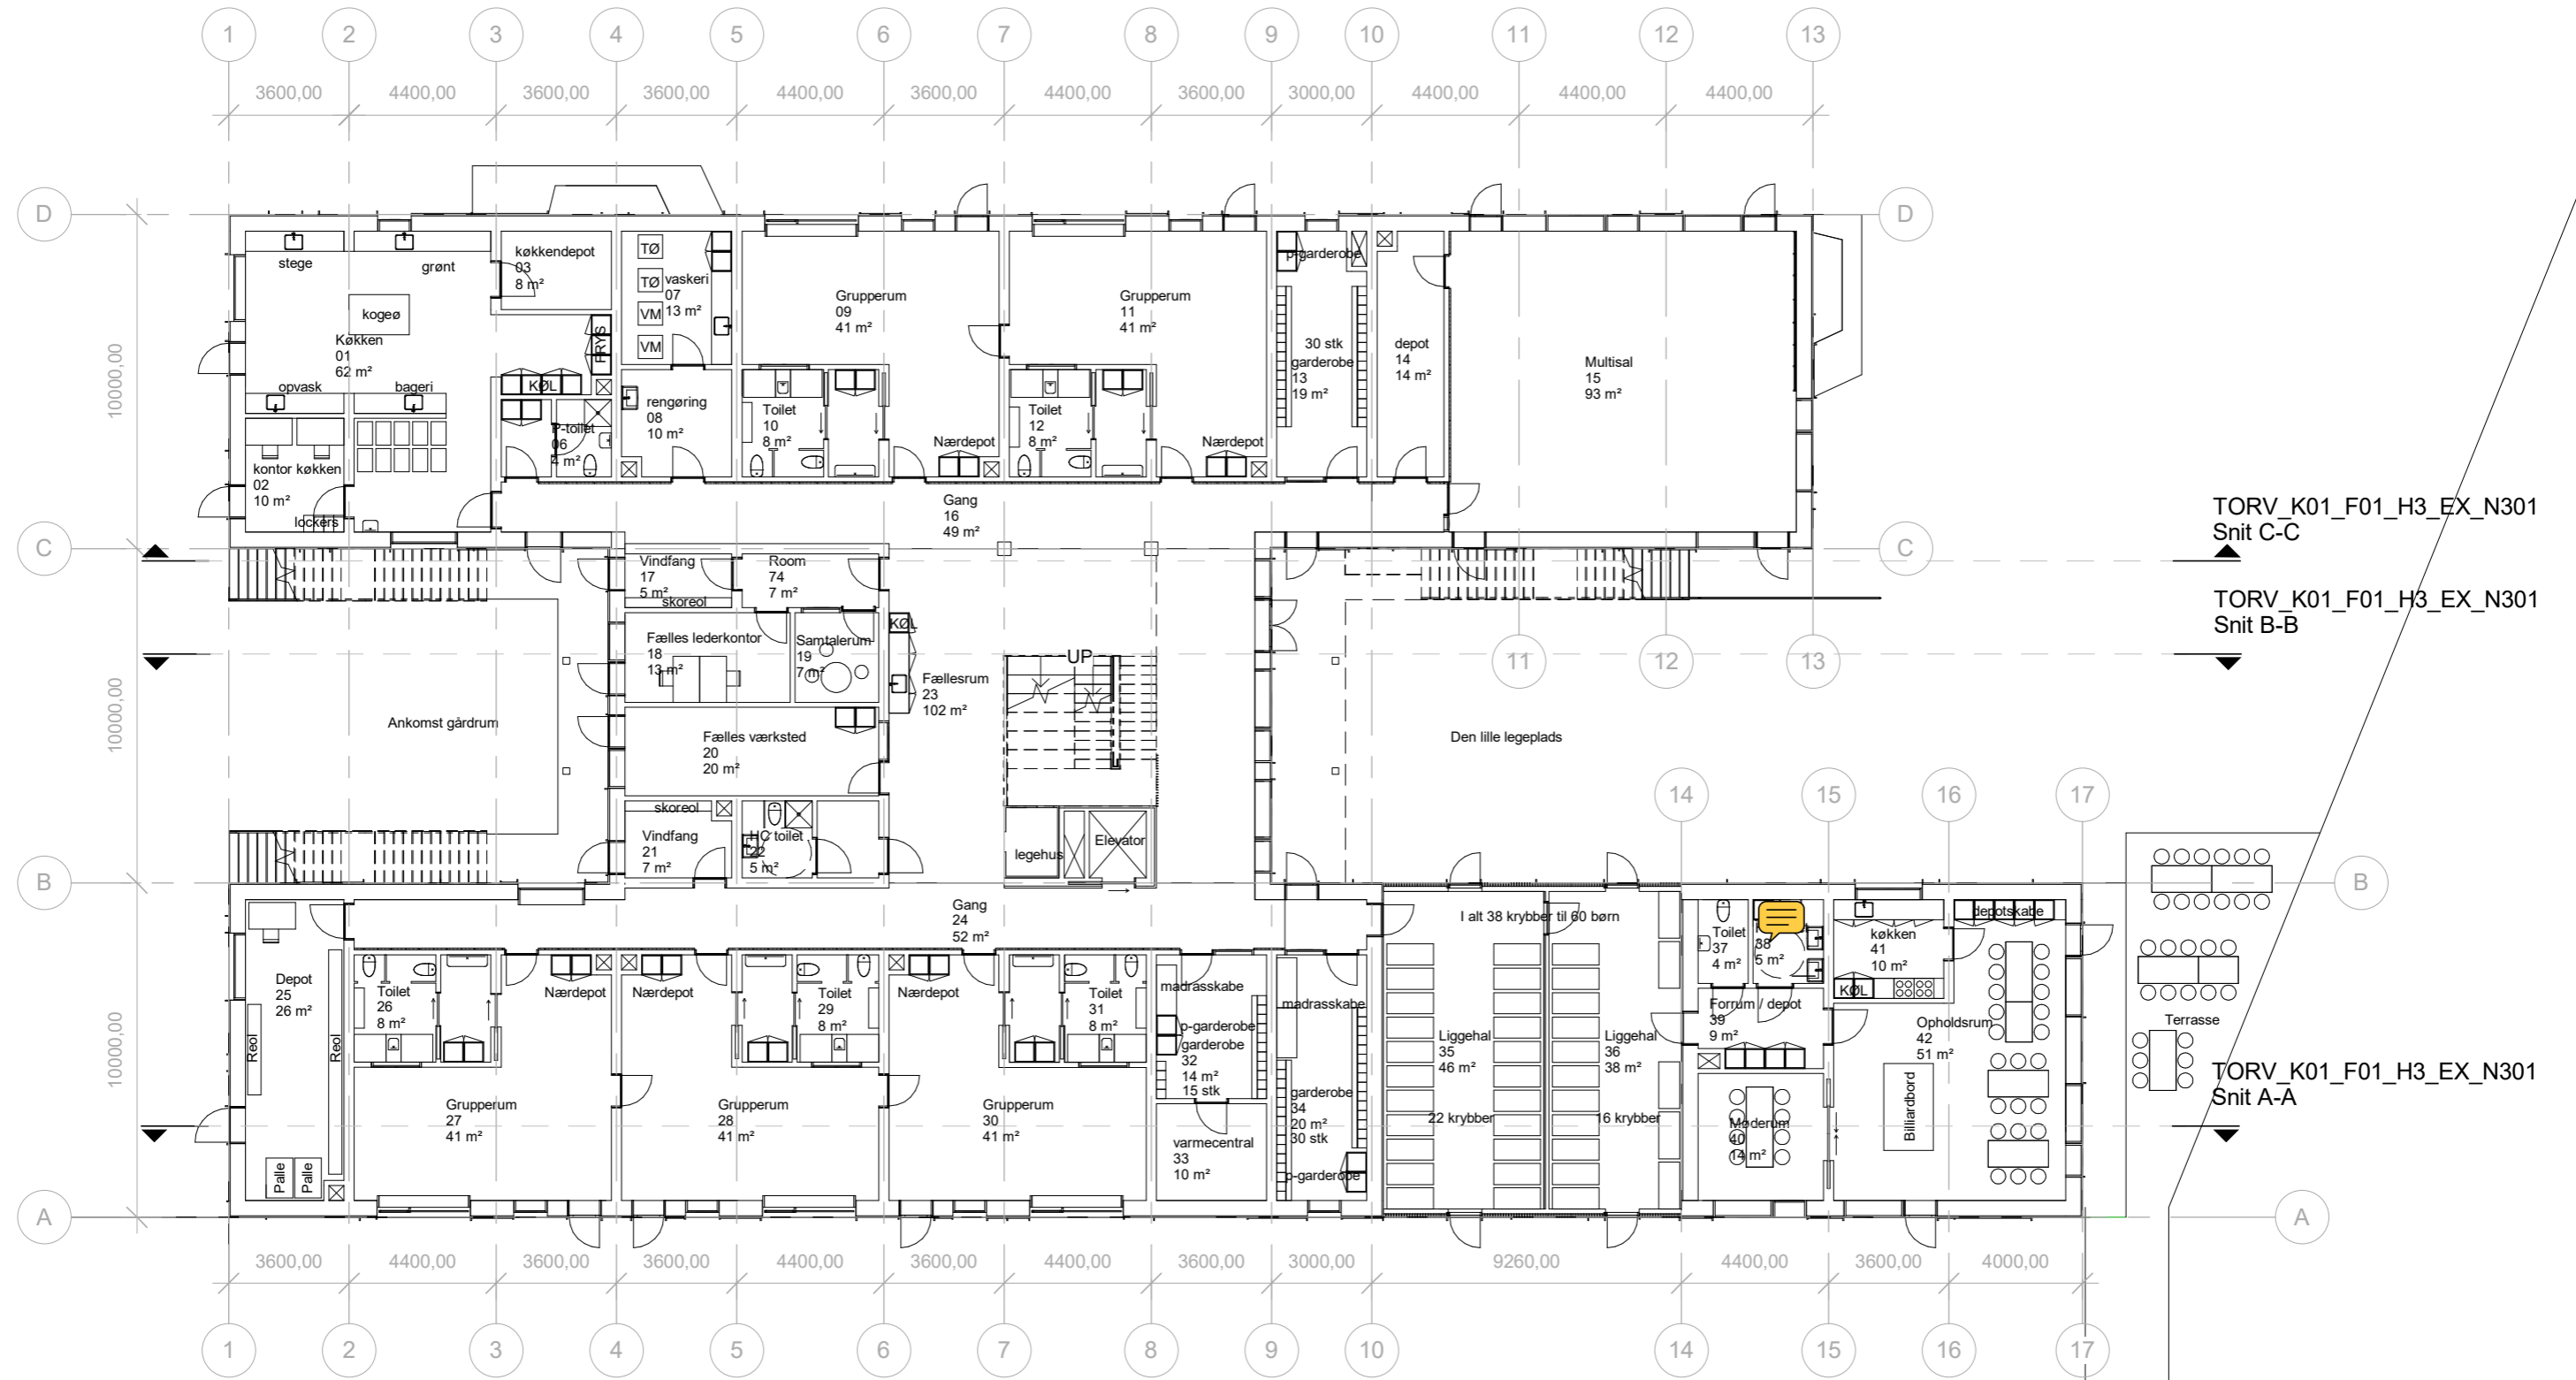 1 2 3 4 5 6 7 8 9 10 11 12 13
3600,00 4400,00 3600,00 3600,00 4400,00 3600,00 4400,00 3600,00 3000,00 4400,00 4400,00 4400,00
D
D
10000,00
stege
grønt
kogeø
Køkken
01
62 m²
opvask
bageri
kontor køkken
02
10 m²
lockers
køkkendepot
03
8 m²
FRYS
KØL
P-toilet
06
4 m²
TØ
TØ
VM
VM
vaskeri
07
13 m²
rengøring
08
10 m²
Grupperum
09
41 m²
Toilet
10
8 m²
Nærdepot
Grupperum
11
41 m²
Toilet
12
8 m²
Nærdepot
p-garderobe
30 stk
garderobe
13
19 m²
depot
14
14 m²
Multisal
15
93 m²
Gang
16
49 m²
TORV_K01_F01_H3_EX_N301
Snit C-C
C
C
10000,00
Vindfang
17
5 m²
skoreol
Room
74
7 m²
TORV_K01_F01_H3_EX_N301
Snit B-B
Fælles lederkontor
18
13 m²
Samtalerum
19
7 m²
KØL
UP
11 12 13
Fællesrum
23
102 m²
Ankomst gårdrum
Fælles værksted
20
20 m²
Den lille legeplads
14 15 16 17
skoreol
Vindfang
21
7 m²
HC toilet
22
5 m²
legehus
Elevator
B
B
10000,00
Gang
24
52 m²
I alt 38 krybber til 60 børn
Depot
25
26 m²
Reol
Reol
Palle
Palle
Toilet
26
8 m²
Nærdepot
Grupperum
27
41 m²
Nærdepot
Toilet
29
8 m²
Grupperum
28
41 m²
Nærdepot
Toilet
31
8 m²
Grupperum
30
41 m²
madrasskabe
p-garderobe
garderobe
32
14 m²
15 stk
varmecentral
33
10 m²
madrasskabe
garderobe
34
20 m²
30 stk
p-garderobe
Liggehal
35
46 m²
22 krybber
Liggehal
36
38 m²
16 krybber
Toilet
37
4 m²
38
5 m²
Forrum / depot
39
9 m²
Møderum
40
14 m²
køkken
41
10 m²
KØL
depotskabe
Opholdsrum
42
51 m²
Billiardbord
Terrasse
TORV_K01_F01_H3_EX_N301
Snit A-A
A
A
3600,00 4400,00 3600,00 3600,00 4400,00 3600,00 4400,00 3600,00 3000,00 9260,00 4400,00 3600,00 4000,00
1 2 3 4 5 6 7 8 9 10 14 15 16 17